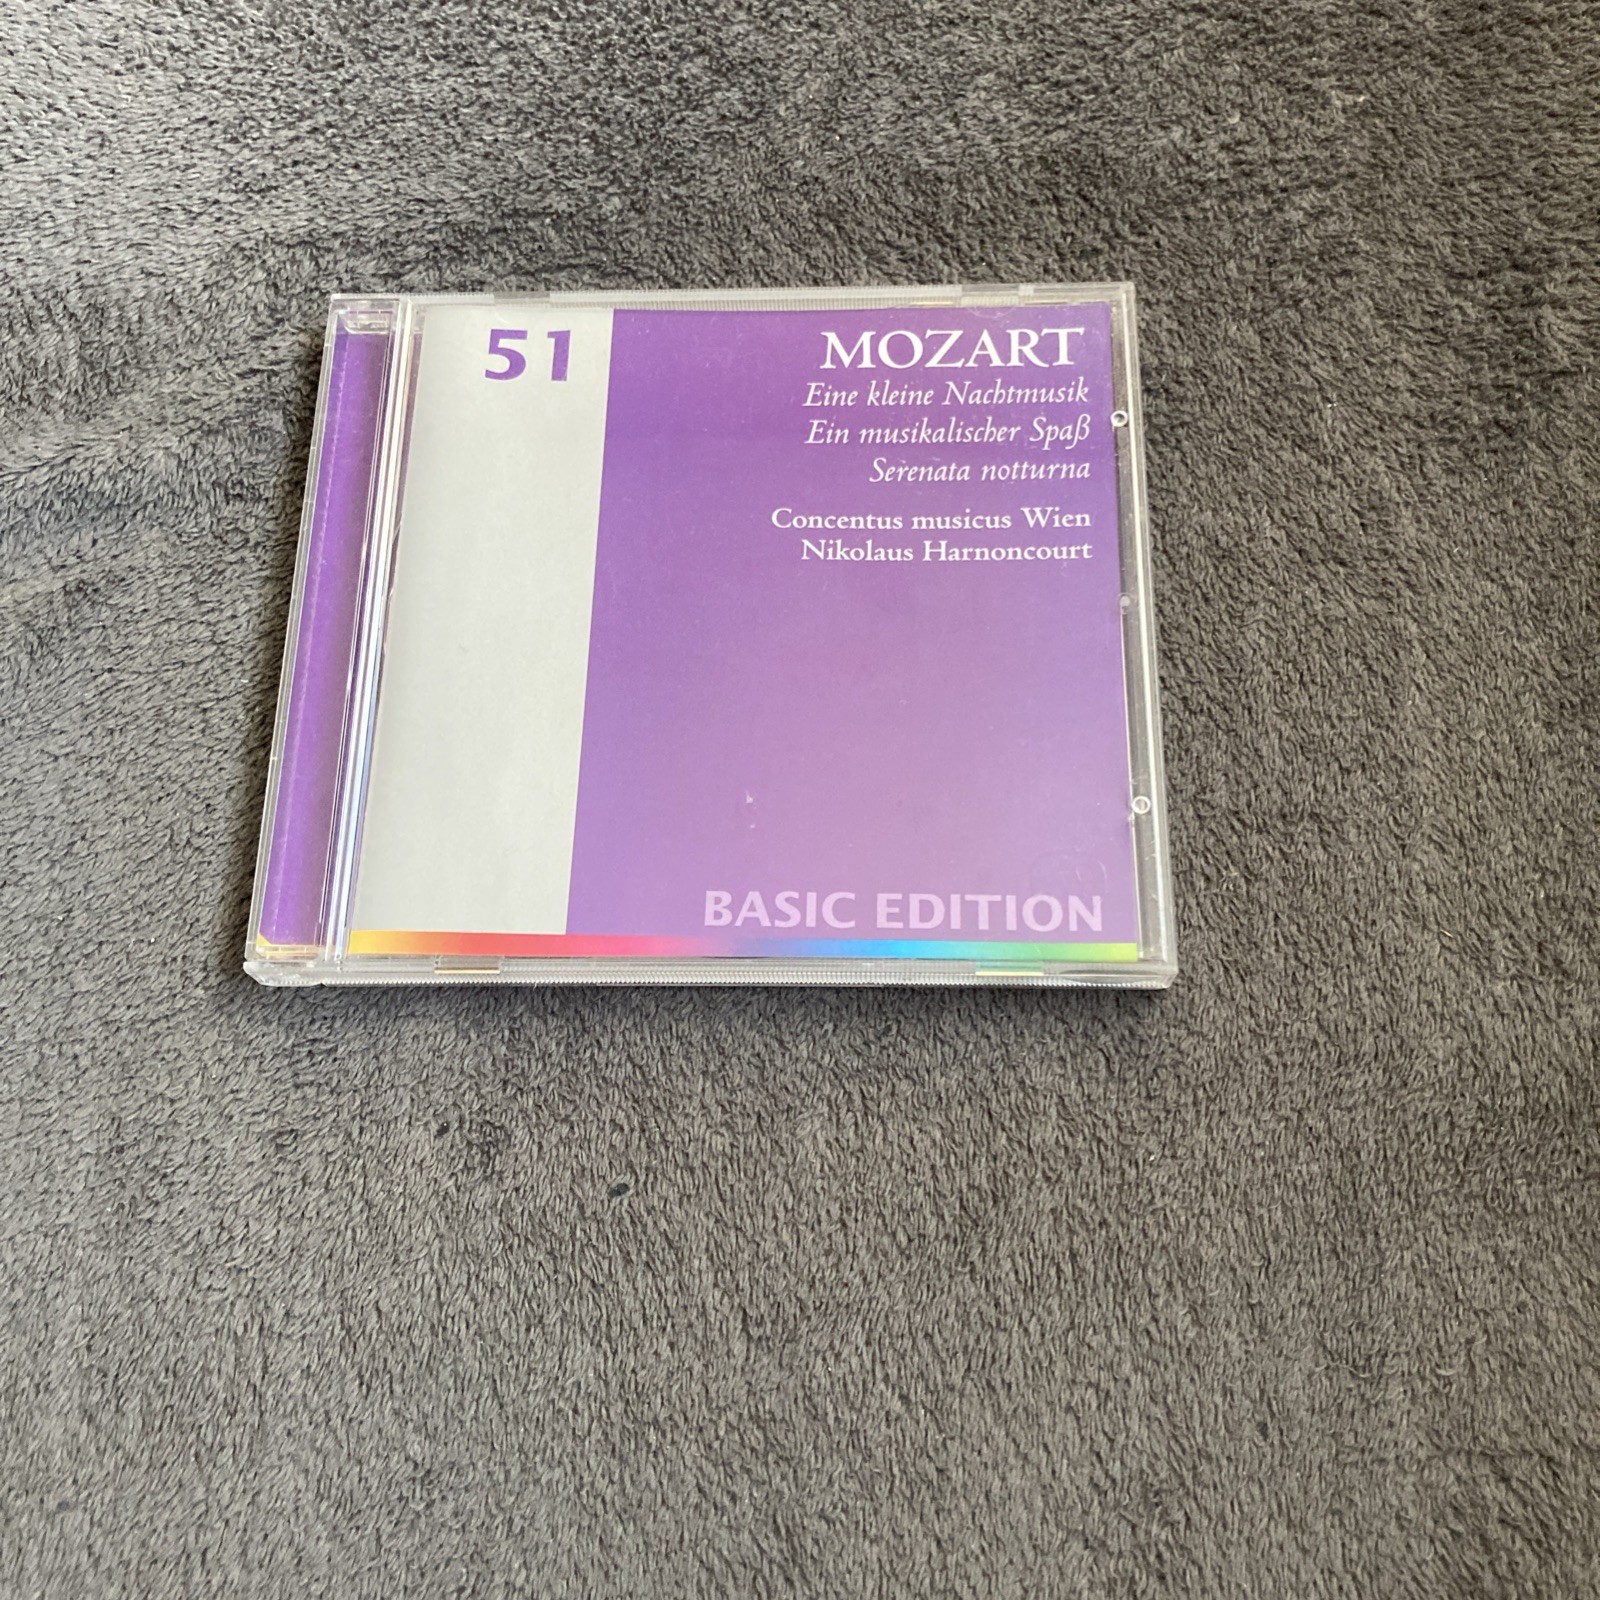 51
MOZART
Eine kleine Nachtmusik
Ein musikalischer Spaß
Serenata notturna
Concentus musicus Wien
Nikolaus Harnoncourt
BASIC EDITION